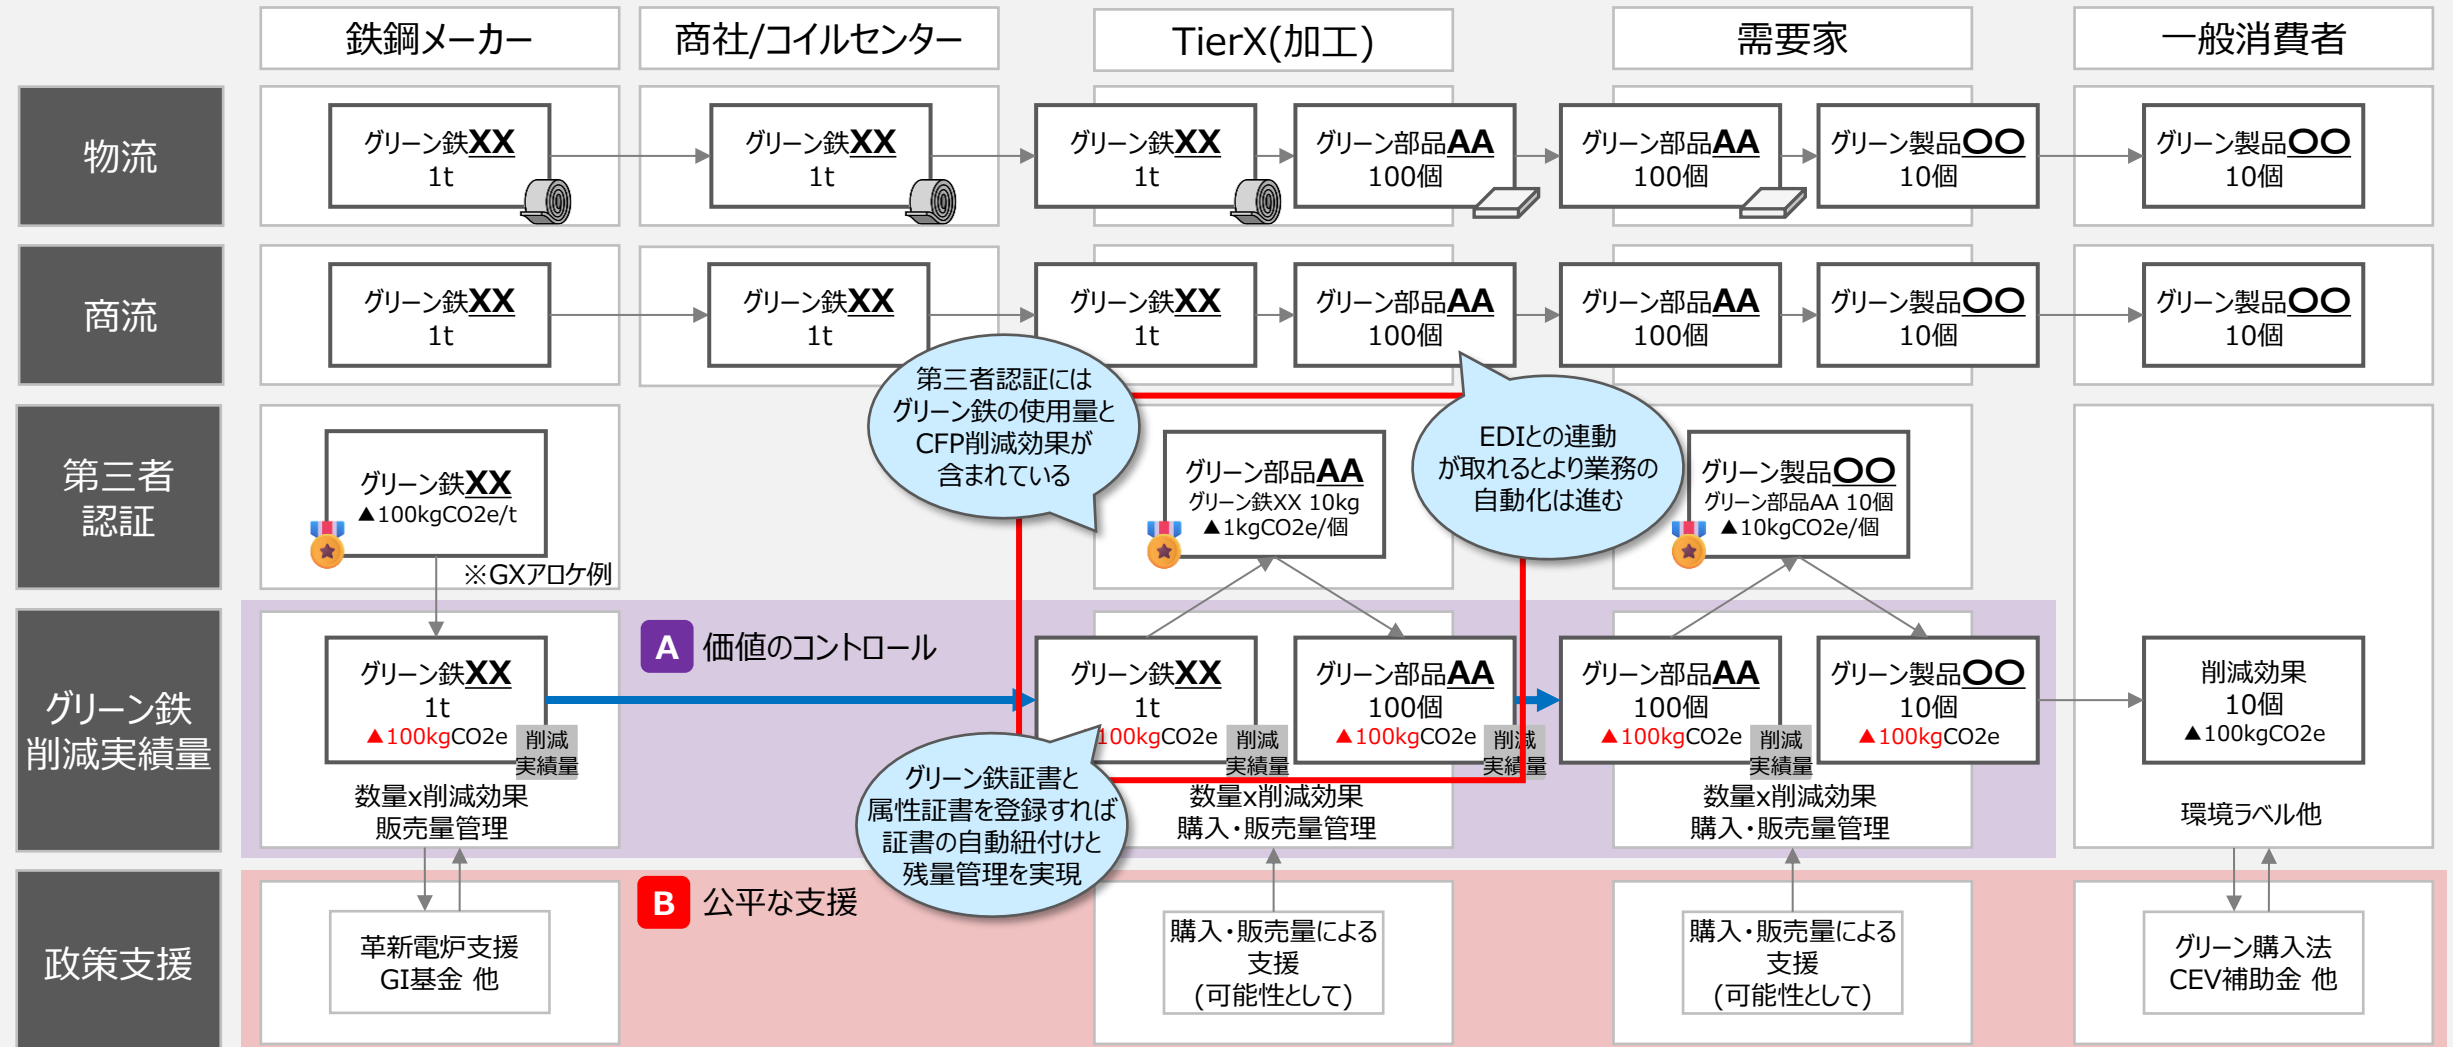 鉄鋼メーカー
商社/コイルセンター
TierX(加工)
需要家
一般消費者
物流
グリーン鉄XX
1t
グリーン鉄XX
1t
グリーン鉄XX
1t
グリーン部品AA
100個
グリーン部品AA
100個
グリーン製品〇〇
10個
グリーン製品〇〇
10個
商流
グリーン鉄XX
1t
グリーン鉄XX
1t
グリーン鉄XX
1t
グリーン部品AA
100個
グリーン部品AA
100個
グリーン製品〇〇
10個
グリーン製品〇〇
10個
第三者認証には
グリーン鉄の使用量と
CFP削減効果が
含まれている
EDIとの連動
が取れるとより業務の
自動化は進む
第三者
認証
グリーン鉄XX
▲100kgCO2e/t
※GXアロケ例
グリーン部品AA
グリーン鉄XX 10kg
▲1kgCO2e/個
グリーン製品〇〇
グリーン部品AA 10個
▲10kgCO2e/個
A 価値のコントロール
グリーン鉄
削減実績量
グリーン鉄XX
1t
▲100kgCO2e
削減
実績量
数量x削減効果
販売量管理
グリーン鉄XX
1t
100kgCO2e
削減
実績量
グリーン部品AA
100個
▲100kgCO2e
削減
実績量
数量x削減効果
購入・販売量管理
グリーン部品AA
100個
▲100kgCO2e
削減
実績量
グリーン製品〇〇
10個
▲100kgCO2e
数量x削減効果
購入・販売量管理
削減効果
10個
▲100kgCO2e
環境ラベル他
グリーン鉄証書と
属性証書を登録すれば
証書の自動紐付けと
残量管理を実現
B 公平な支援
政策支援
革新電炉支援
GI基金 他
購入・販売量による
支援
(可能性として)
購入・販売量による
支援
(可能性として)
グリーン購入法
CEV補助金 他